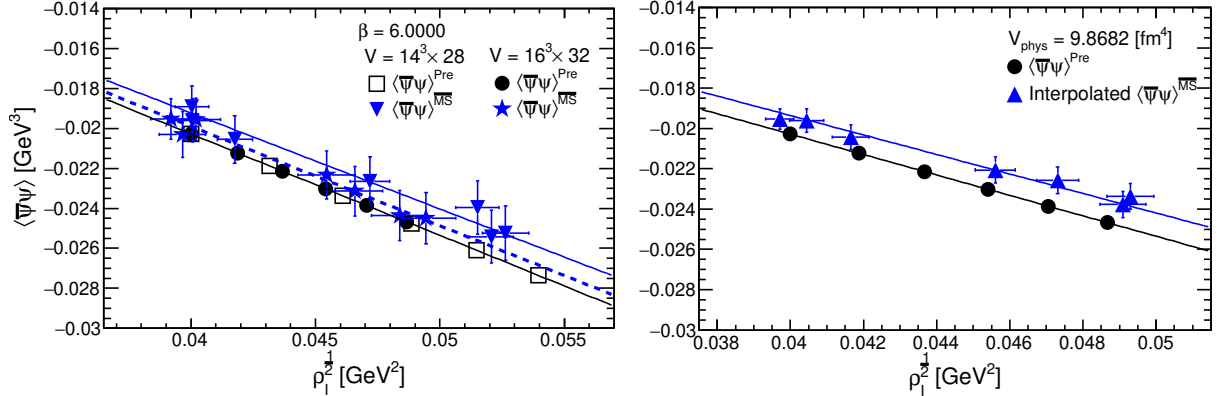 −0.014
−0.016
−0.018
−0.02
−0.022
−0.024
−0.026
−0.028
−0.03
⟨ψ̅ψ⟩ [GeV³]
β = 6.0000
V = 14³× 28 V = 16³× 32
⟨ψ̅ψ⟩^Pre ⟨ψ̅ψ⟩^Pre
⟨ψ̅ψ⟩^M̅S̅ ⟨ψ̅ψ⟩^M̅S̅
0.04 0.045 0.05 0.055
ρ_l^{1/2} [GeV²]
−0.014
−0.016
−0.018
−0.02
−0.022
−0.024
−0.026
−0.028
−0.03
V_phys = 9.8682 [fm⁴]
⟨ψ̅ψ⟩^Pre
Interpolated ⟨ψ̅ψ⟩^M̅S̅
0.038 0.04 0.042 0.044 0.046 0.048 0.05
ρ_l^{1/2} [GeV²]